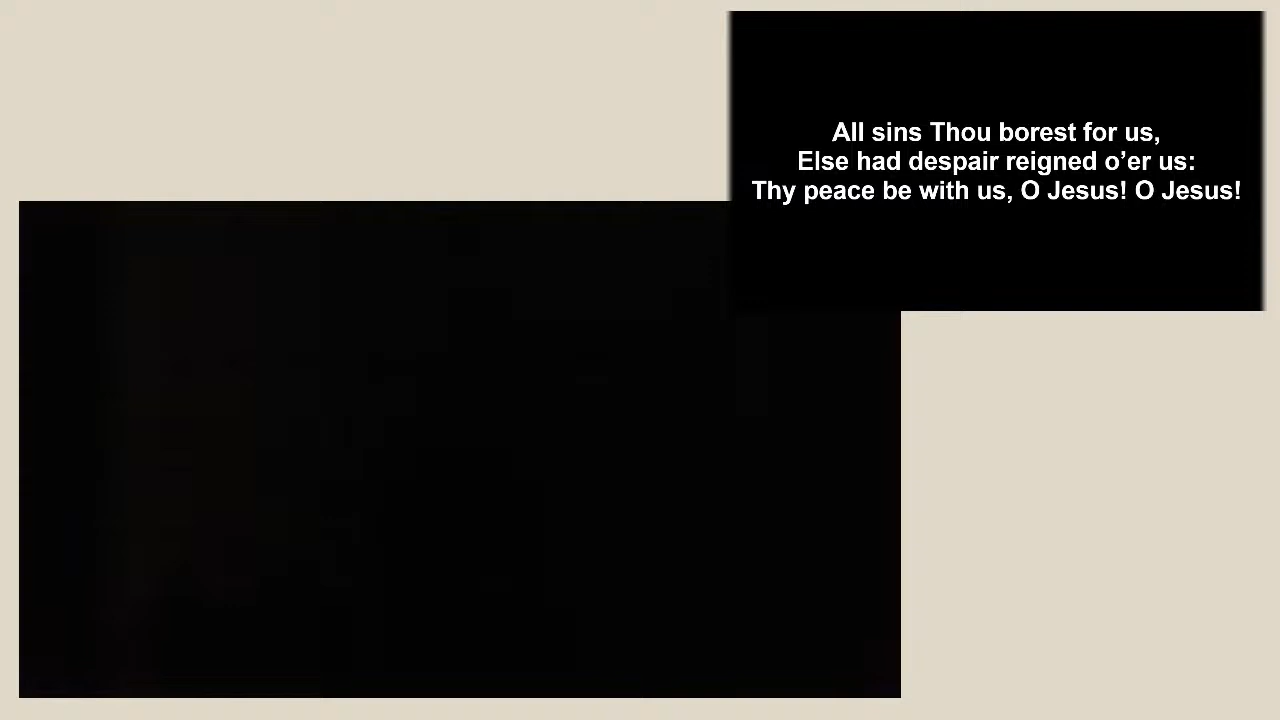 All sins Thou borest for us,
Else had despair reigned o’er us:
Thy peace be with us, O Jesus! O Jesus!